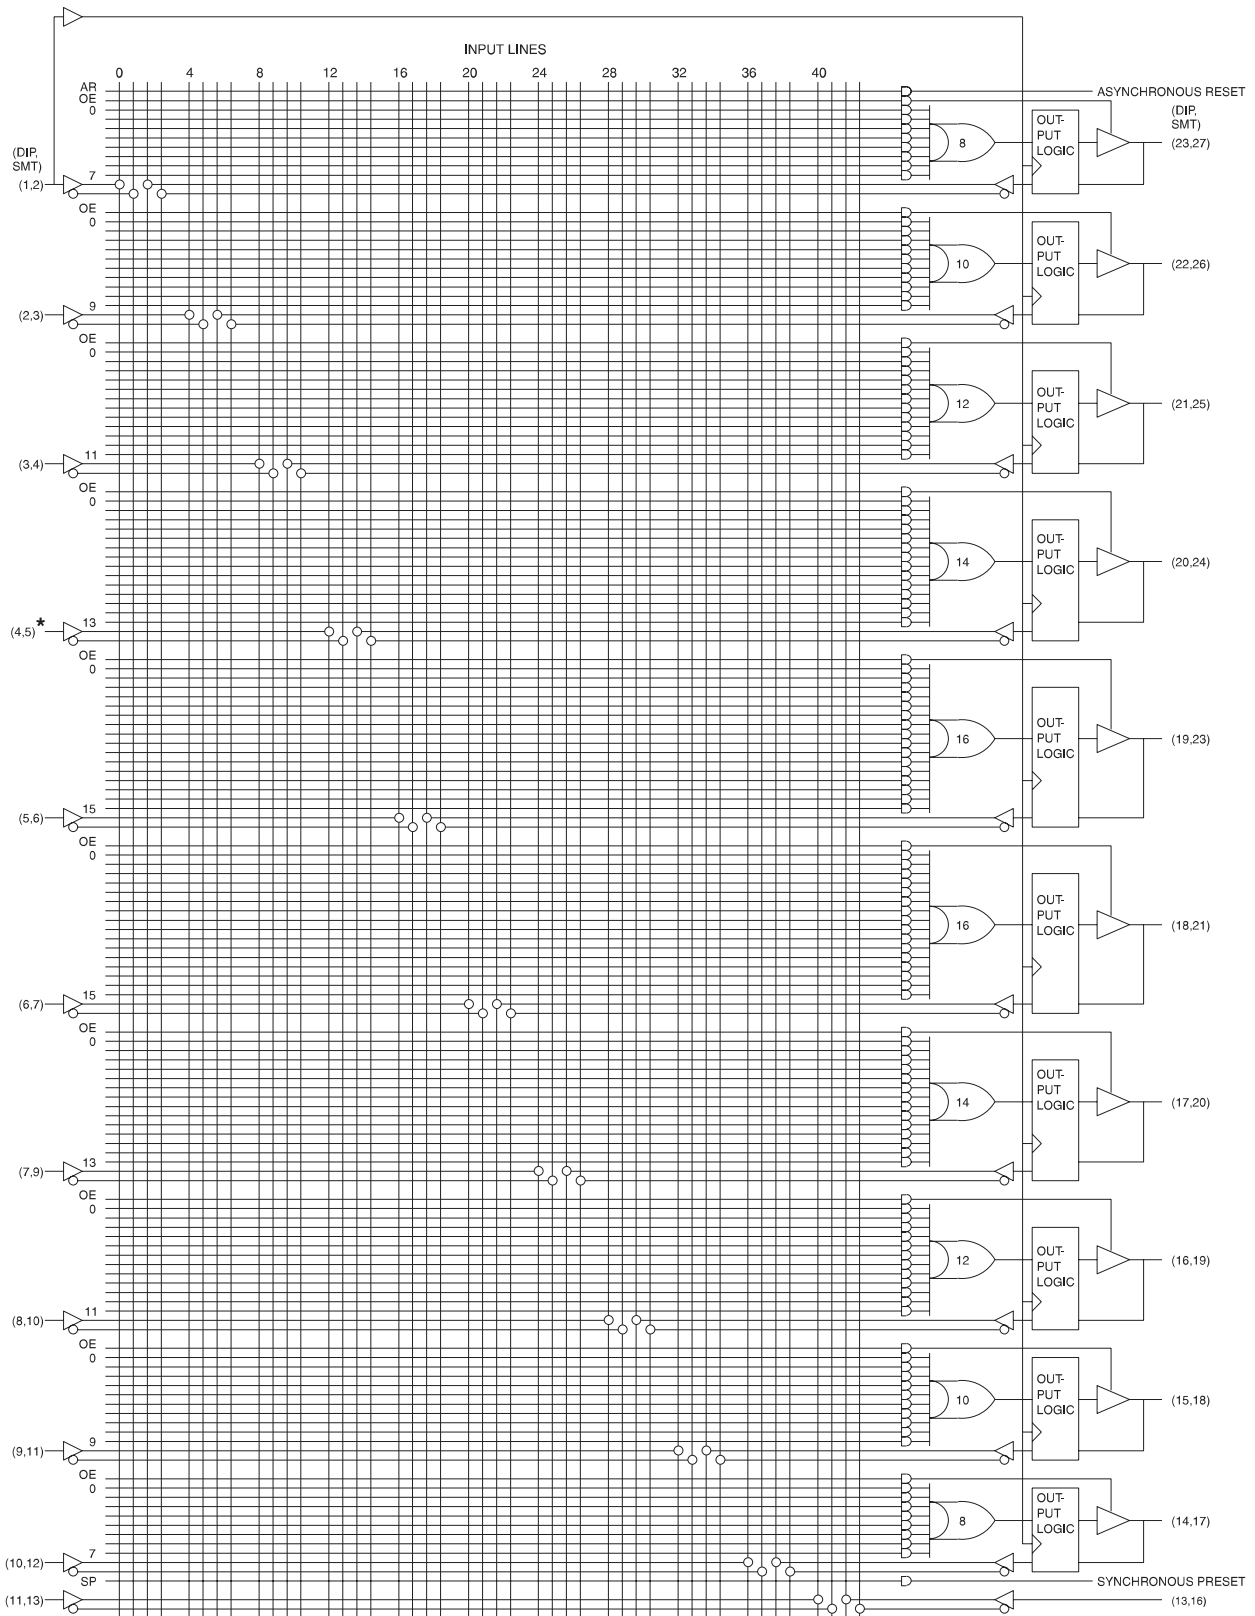 INPUT LINES
0 4 8 12 16 20 24 28 32 36 40
AR
OE
0
ASYNCHRONOUS RESET
(DIP,
SMT)
(DIP,
SMT)
8
OUT-
PUT
LOGIC
(23,27)
7
(1,2)
OE
0
10
OUT-
PUT
LOGIC
(22,26)
9
(2,3)
OE
0
12
OUT-
PUT
LOGIC
(21,25)
11
(3,4)
OE
0
14
OUT-
PUT
LOGIC
(20,24)
13
(4,5)*
OE
0
16
OUT-
PUT
LOGIC
(19,23)
15
(5,6)
OE
0
16
OUT-
PUT
LOGIC
(18,21)
15
(6,7)
OE
0
14
OUT-
PUT
LOGIC
(17,20)
13
(7,9)
OE
0
12
OUT-
PUT
LOGIC
(16,19)
11
(8,10)
OE
0
10
OUT-
PUT
LOGIC
(15,18)
9
(9,11)
OE
0
8
OUT-
PUT
LOGIC
(14,17)
7
(10,12)
SP
SYNCHRONOUS PRESET
(11,13)
(13,16)